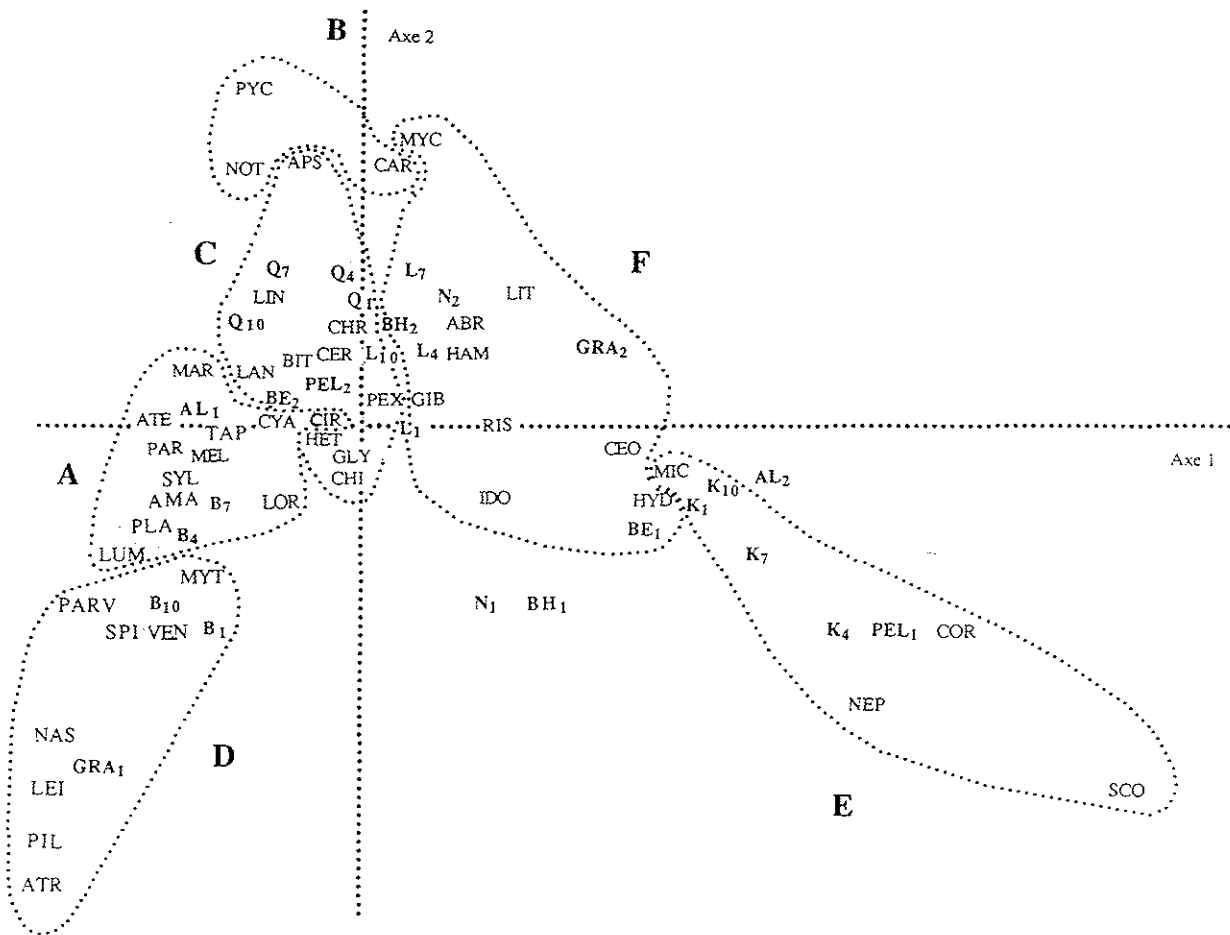 B Axe 2
PYC
MYC
NOT APS CAR
C F
Q7 Q4 L7
LIN Q1 N2 LIT
Q10 CHR BH2 ABR
BIT CER L10 L4 HAM GRA2
MAR LAN
PEL2
BE2 PEX GIB
ATE AL1 CYA CIR L1 RIS
TAP HET
PAR MEL GLY CEO Axe 1
A SYL CHI MIC
AMA B7 LOR IDO HYD K1 K10 AL2
PLA B4 BE1
LUM K7
MYT
PARV B10 N1 BH1
SPI VEN B1 K4 PEL1 COR
NEP
NAS D
GRA1
LEI SCO
E
PIL
ATR